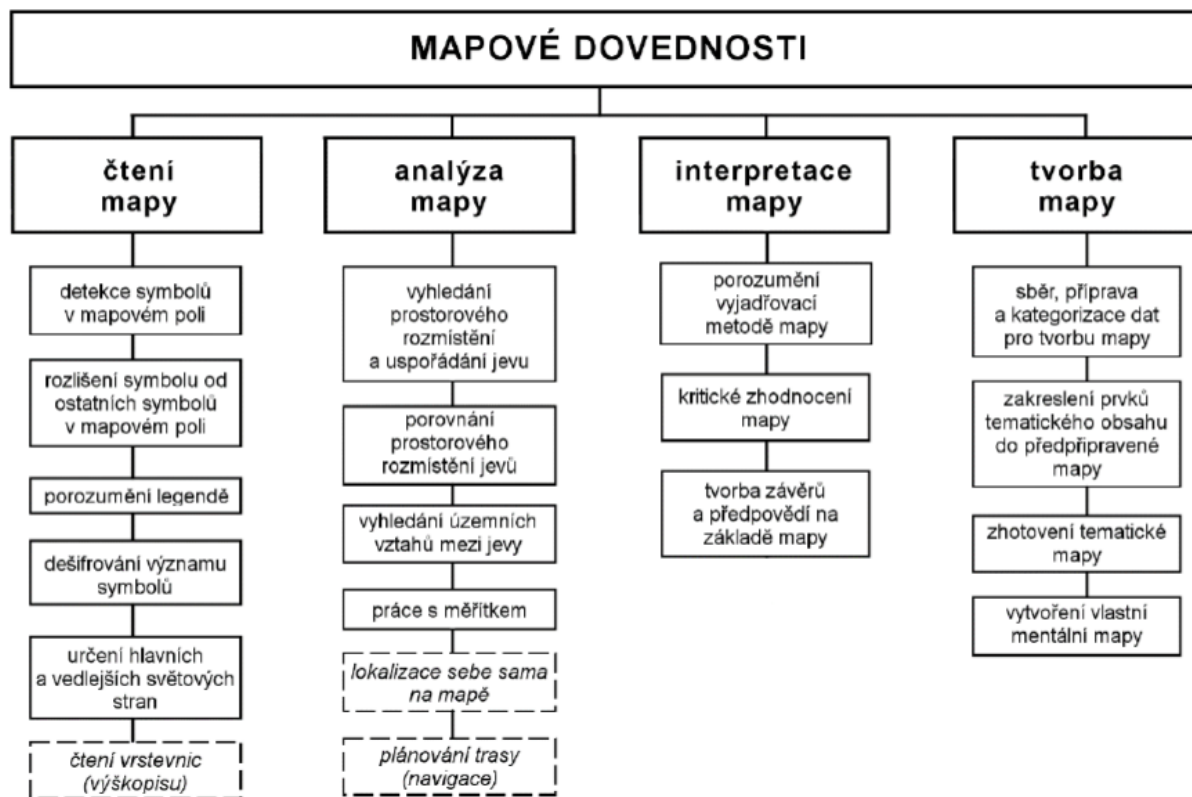 MAPOVÉ DOVEDNOSTI
čtení
mapy
detekce symbolů
v mapovém poli
rozlišení symbolu od
ostatních symbolů
v mapovém poli
porozumění legendě
dešifrování významu
symbolů
určení hlavních
a vedlejších světových
stran
čtení vrstevnic
(výškopisu)
analýza
mapy
vyhledání
prostorového
rozmístění
a uspořádání jevu
porovnání
prostorového
rozmístění jevů
vyhledání územních
vztahů mezi jevy
práce s měřítkem
lokalizace sebe sama
na mapě
plánování trasy
(navigace)
interpretace
mapy
porozumění
vyjadřovací
metodě mapy
kritické zhodnocení
mapy
tvorba závěrů
a předpovědí na
základě mapy
tvorba
mapy
sběr, příprava
a kategorizace dat
pro tvorbu mapy
zakreslení prvků
tematického obsahu
do předpřipravené
mapy
zhotovení tematické
mapy
vytvoření vlastní
mentální mapy